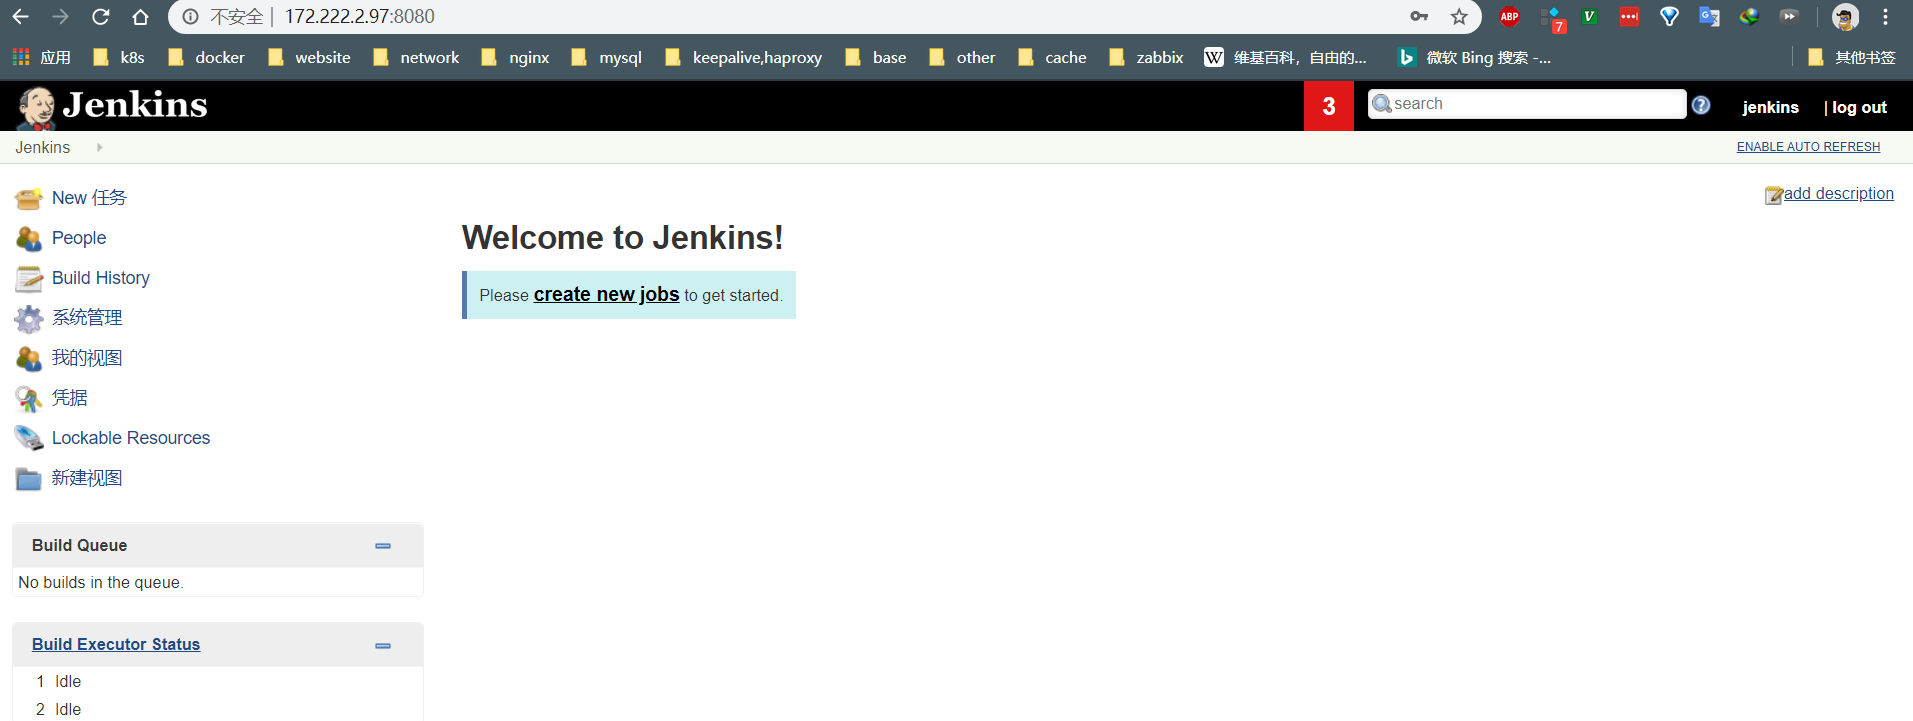 不安全 | 172.222.2.97:8080
ABP 7 V
应用 k8s docker website network nginx mysql keepalive,haproxy base other cache zabbix W 维基百科，自由的... b 微软 Bing 搜索 -... 其他书签
Jenkins 3 search ? jenkins | log out
Jenkins ENABLE AUTO REFRESH
New 任务
add description
People
Welcome to Jenkins!
Build History
Please create new jobs to get started.
系统管理
我的视图
凭据
Lockable Resources
新建视图
Build Queue
No builds in the queue.
Build Executor Status
1 Idle
2 Idle